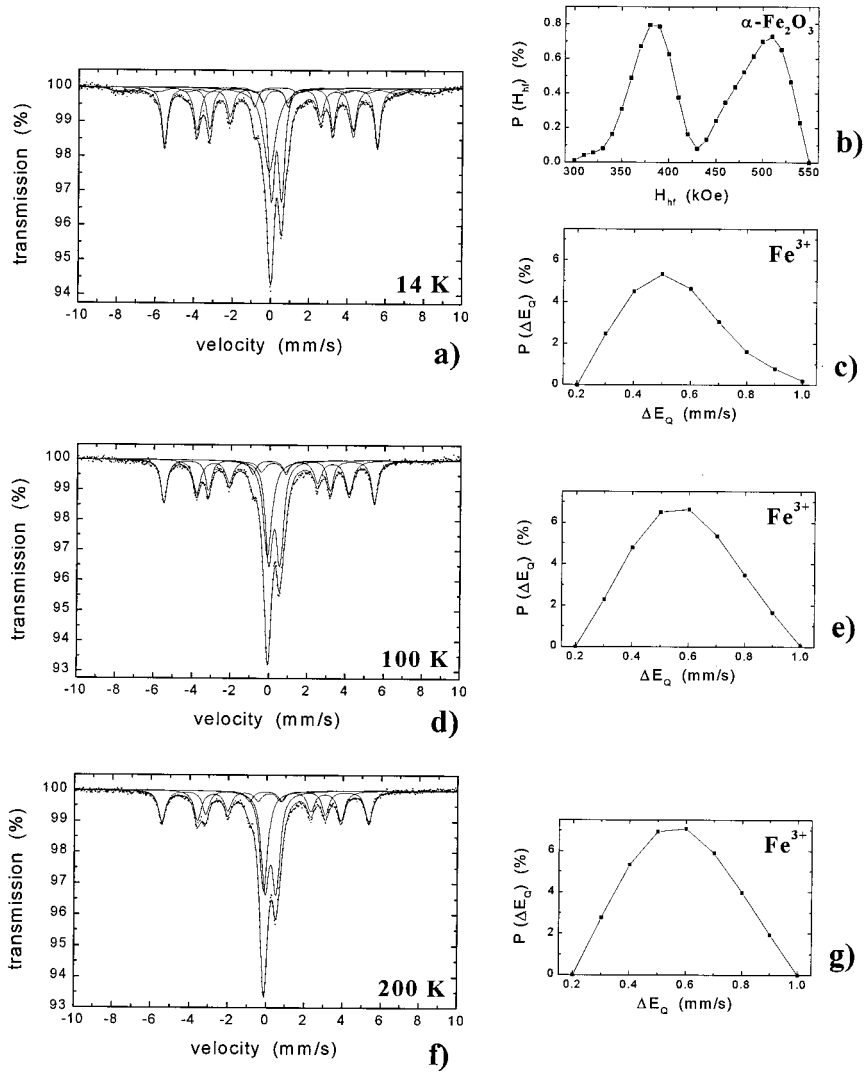 100
99
98
97
96
95
94
transmission (%)
14 K
-10 -8 -6 -4 -2 0 2 4 6 8 10
velocity (mm/s)
a)
0.8
0.6
0.4
0.2
0.0
P (H_hf) (%)
α-Fe₂O₃
300 350 400 450 500 550
H_hf (kOe)
b)
6
4
2
0
P (ΔE_Q) (%)
Fe³⁺
0.2 0.4 0.6 0.8 1.0
ΔE_Q (mm/s)
c)
100
99
98
97
96
95
94
93
transmission (%)
100 K
-10 -8 -6 -4 -2 0 2 4 6 8 10
velocity (mm/s)
d)
6
4
2
0
P (ΔE_Q) (%)
Fe³⁺
0.2 0.4 0.6 0.8 1.0
ΔE_Q (mm/s)
e)
100
99
98
97
96
95
94
93
transmission (%)
200 K
-10 -8 -6 -4 -2 0 2 4 6 8 10
velocity (mm/s)
f)
6
4
2
0
P (ΔE_Q) (%)
Fe³⁺
0.2 0.4 0.6 0.8 1.0
ΔE_Q (mm/s)
g)